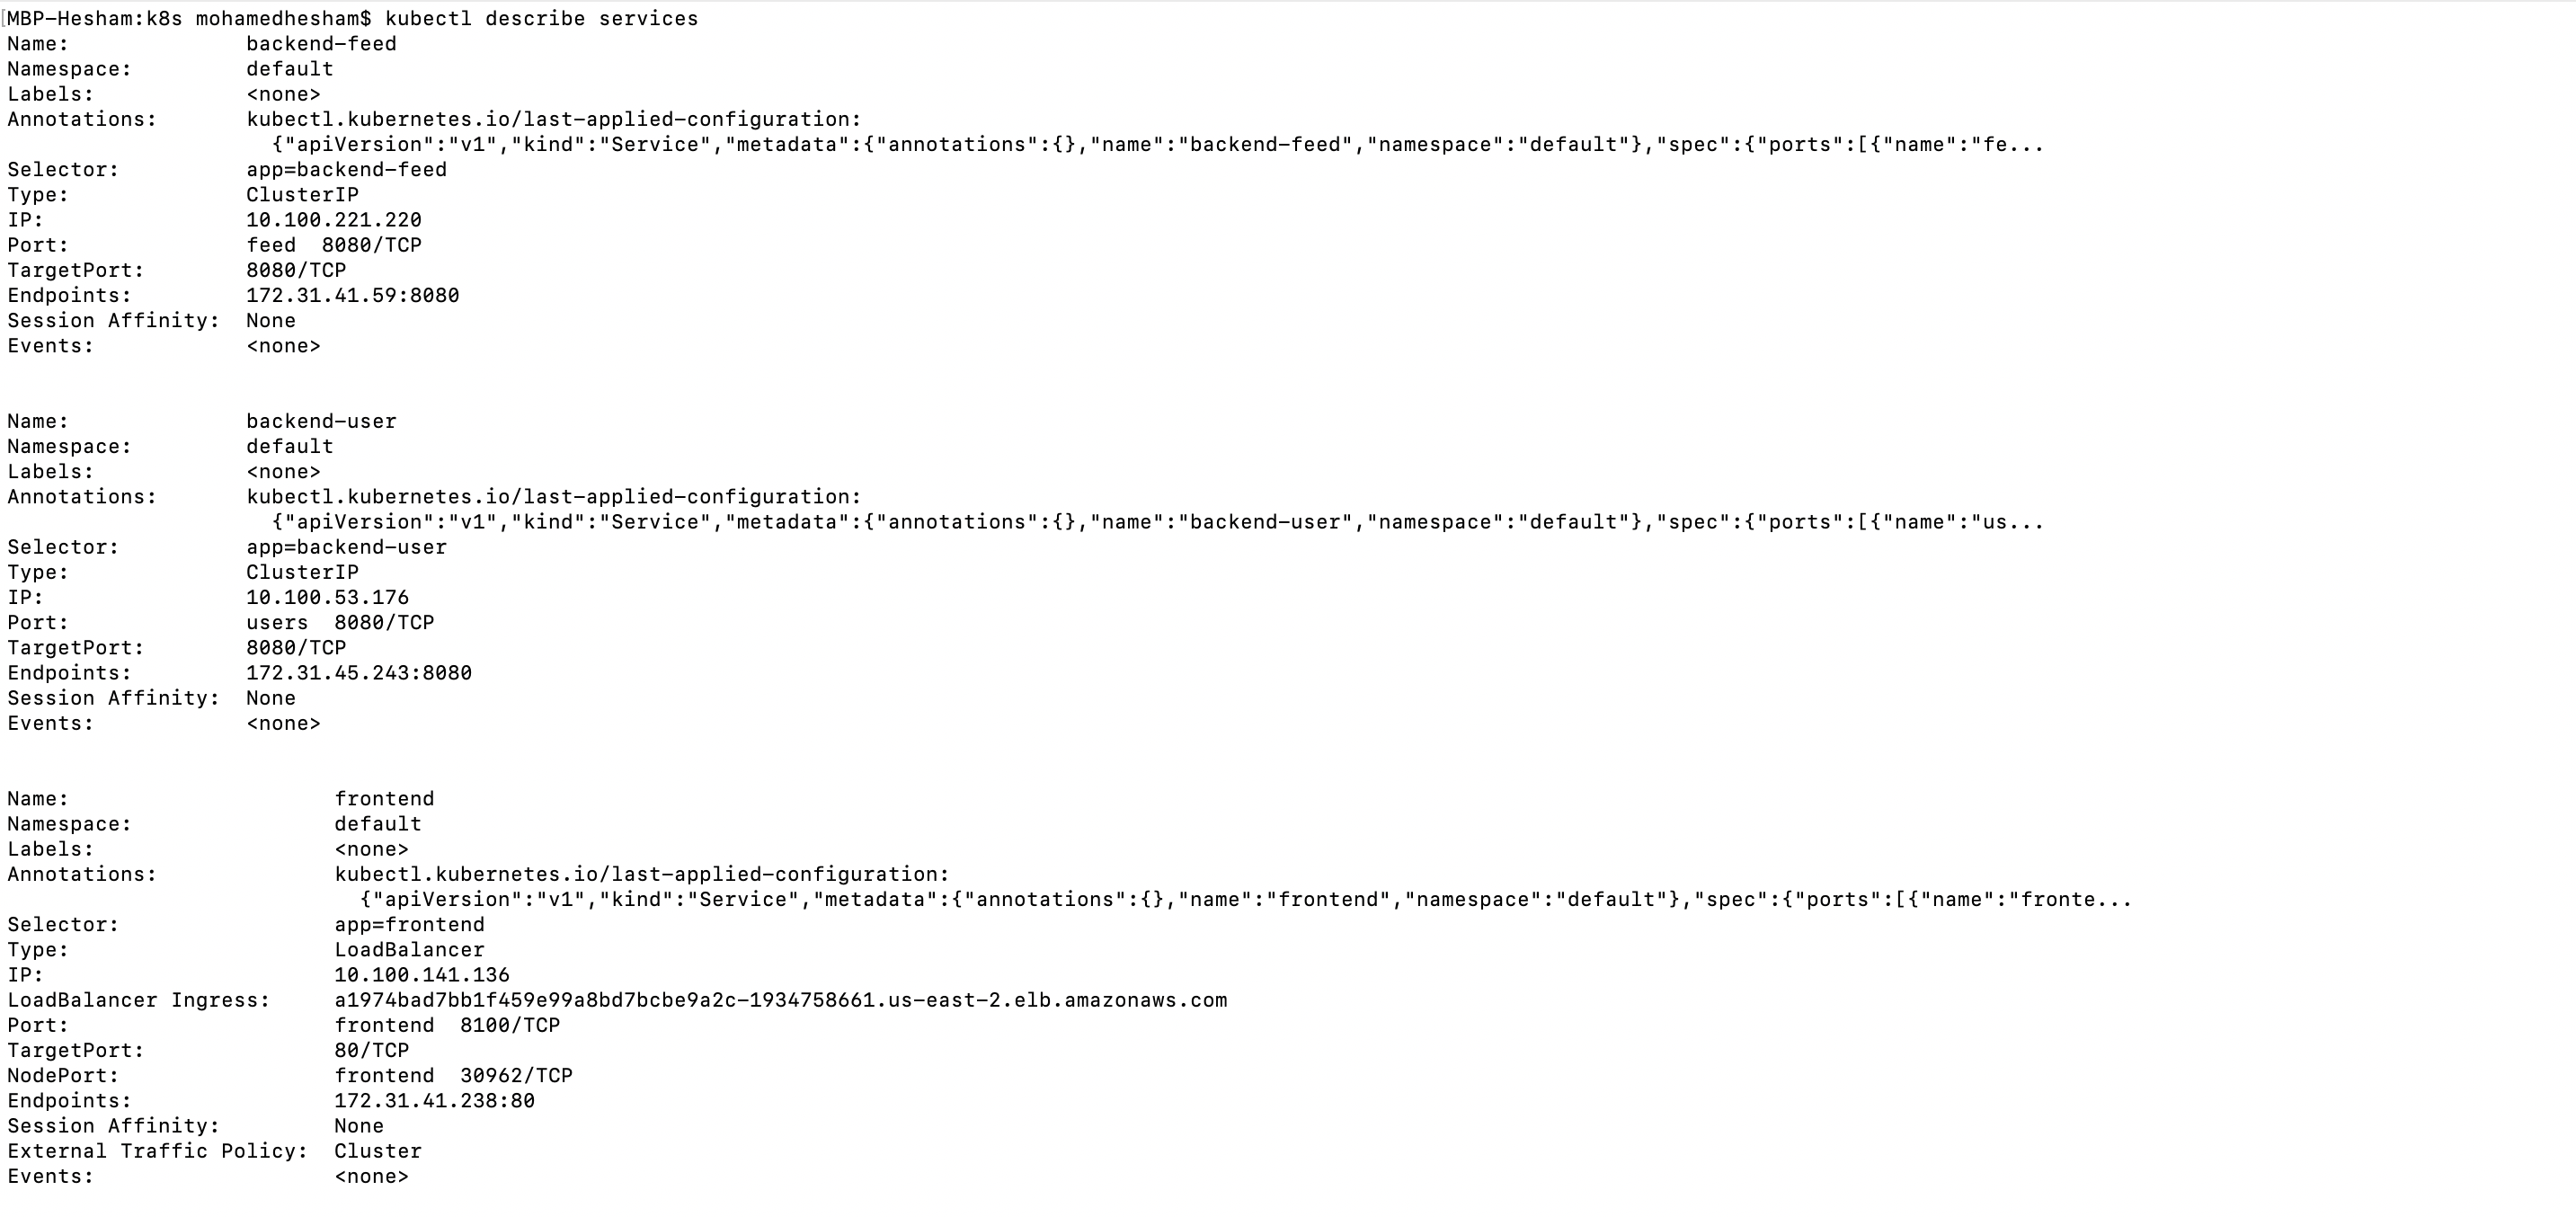 MBP-Hesham:k8s mohamedhesham$ kubectl describe services
Name:              backend-feed
Namespace:         default
Labels:            <none>
Annotations:       kubectl.kubernetes.io/last-applied-configuration:
                     {"apiVersion":"v1","kind":"Service","metadata":{"annotations":{},"name":"backend-feed","namespace":"default"},"spec":{"ports":[{"name":"fe...
Selector:          app=backend-feed
Type:              ClusterIP
IP:                10.100.221.220
Port:              feed  8080/TCP
TargetPort:        8080/TCP
Endpoints:         172.31.41.59:8080
Session Affinity:  None
Events:            <none>

Name:              backend-user
Namespace:         default
Labels:            <none>
Annotations:       kubectl.kubernetes.io/last-applied-configuration:
                     {"apiVersion":"v1","kind":"Service","metadata":{"annotations":{},"name":"backend-user","namespace":"default"},"spec":{"ports":[{"name":"us...
Selector:          app=backend-user
Type:              ClusterIP
IP:                10.100.53.176
Port:              users  8080/TCP
TargetPort:        8080/TCP
Endpoints:         172.31.45.243:8080
Session Affinity:  None
Events:            <none>

Name:                     frontend
Namespace:                default
Labels:                   <none>
Annotations:              kubectl.kubernetes.io/last-applied-configuration:
                            {"apiVersion":"v1","kind":"Service","metadata":{"annotations":{},"name":"frontend","namespace":"default"},"spec":{"ports":[{"name":"fronte...
Selector:                 app=frontend
Type:                     LoadBalancer
IP:                       10.100.141.136
LoadBalancer Ingress:     a1974bad7bb1f459e99a8bd7bcbe9a2c-1934758661.us-east-2.elb.amazonaws.com
Port:                     frontend  8100/TCP
TargetPort:               80/TCP
NodePort:                 frontend  30962/TCP
Endpoints:                172.31.41.238:80
Session Affinity:         None
External Traffic Policy:  Cluster
Events:                   <none>